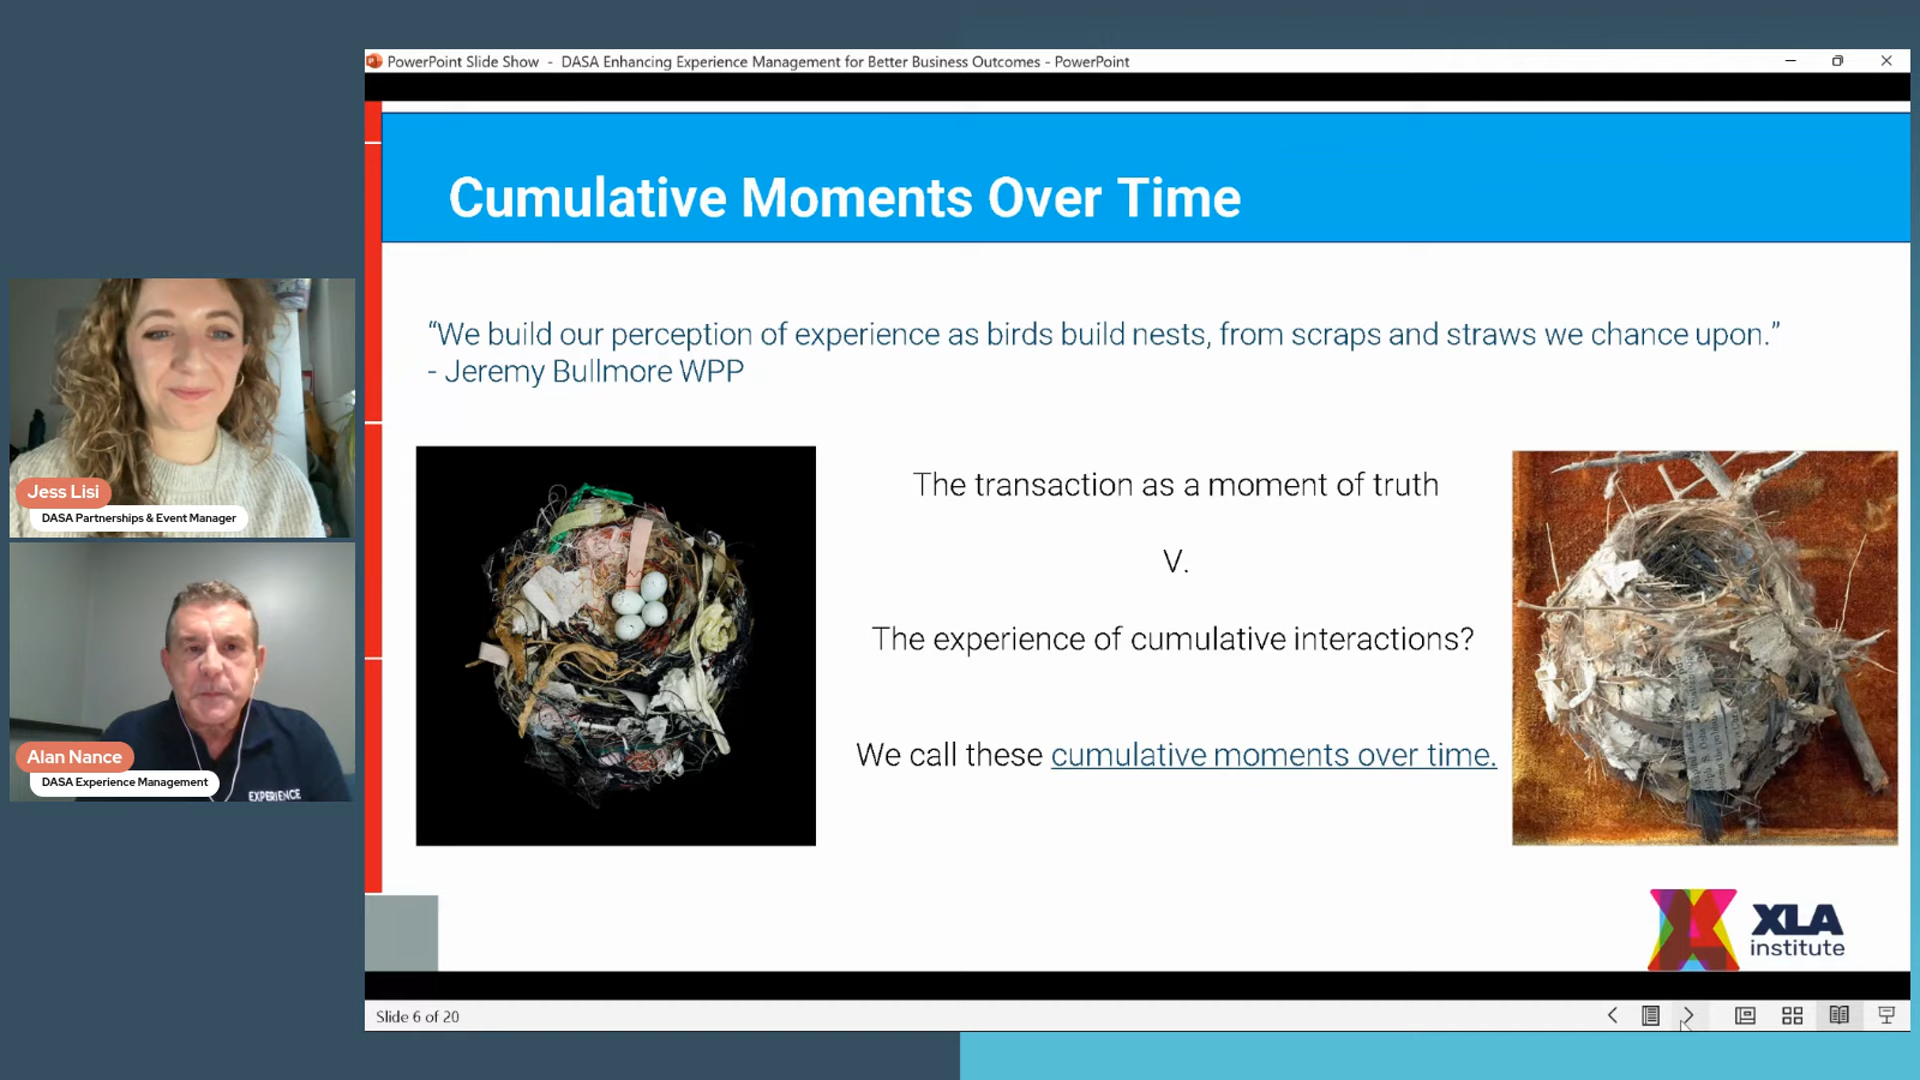 PowerPoint Slide Show - DASA Enhancing Experience Management for Better Business Outcomes - PowerPoint
Cumulative Moments Over Time
“We build our perception of experience as birds build nests, from scraps and straws we chance upon.”
- Jeremy Bullmore WPP
The transaction as a moment of truth
V.
The experience of cumulative interactions?
We call these cumulative moments over time.
XLA
institute
Slide 6 of 20
Jess Lisi
DASA Partnerships & Event Manager
Alan Nance
DASA Experience Management
EXPERIENCE